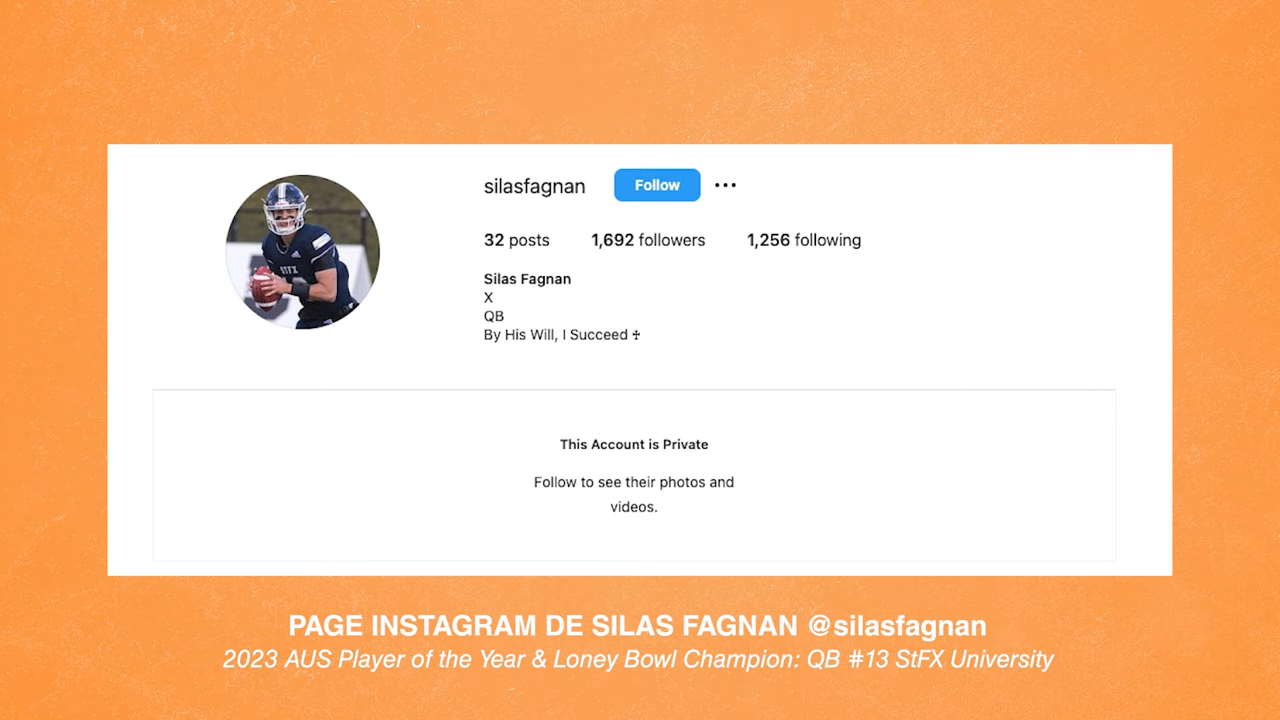 silasfagnan Follow ...
32 posts 1,692 followers 1,256 following
Silas Fagnan
X
QB
By His Will, I Succeed ♱
This Account is Private
Follow to see their photos and
videos.
STFX
PAGE INSTAGRAM DE SILAS FAGNAN @silasfagnan
2023 AUS Player of the Year & Loney Bowl Champion: QB #13 StFX University